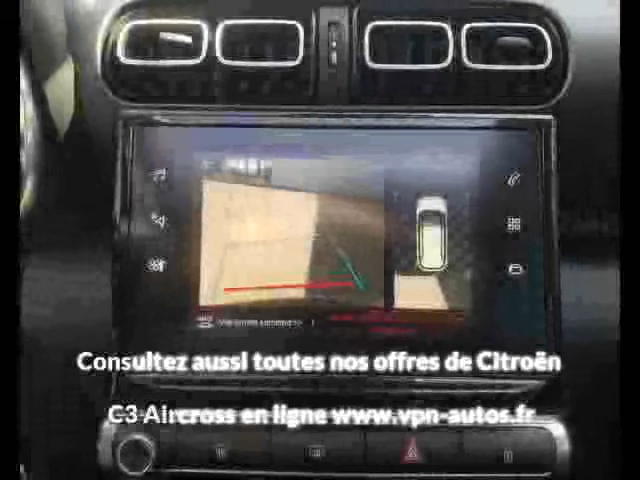 Consultez aussi toutes nos offres de Citroën
C3 Aircross en ligne www.vpn-autos.fr